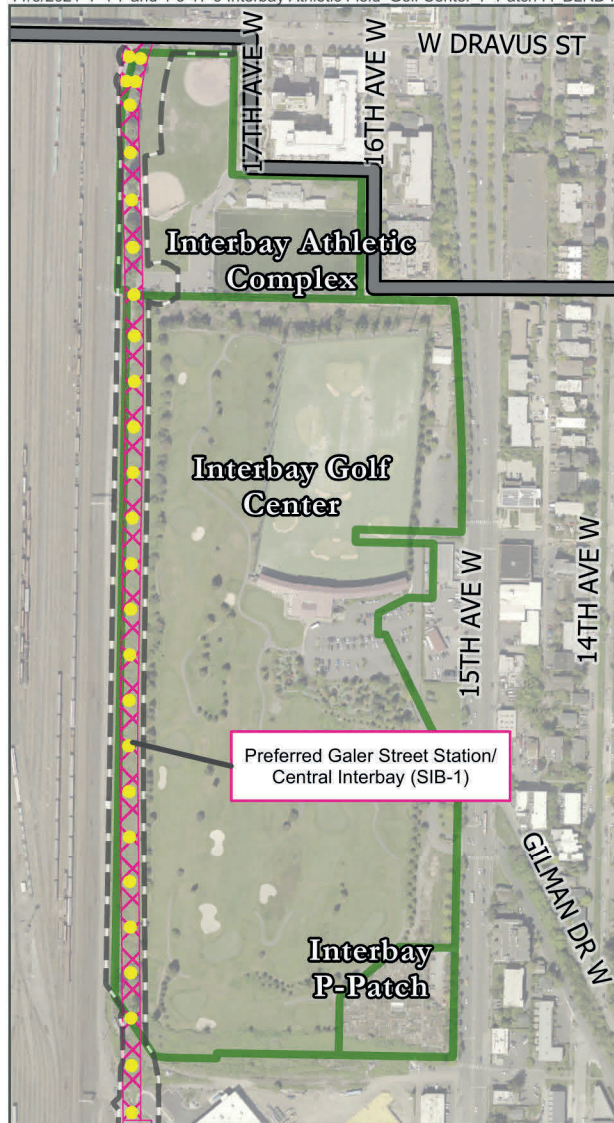 W DRAVUS ST
17TH AVE W
16TH AVE W
Interbay Athletic
Complex
Interbay Golf
Center
15TH AVE W
14TH AVE W
Preferred Galer Street Station/
Central Interbay (SIB-1)
GILMAN DR W
Interbay
P-Patch